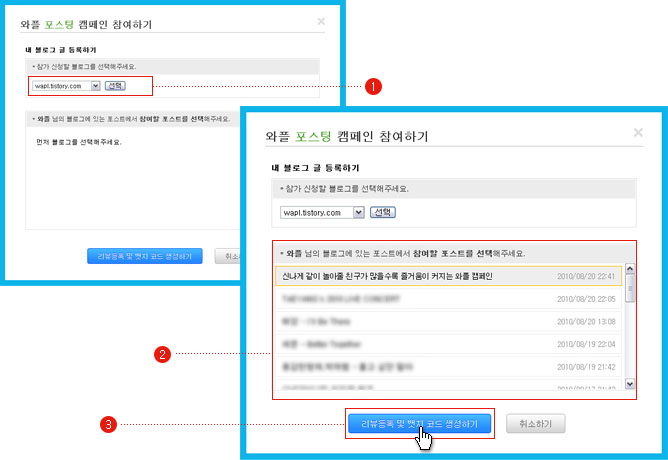 와플 포스팅 캠페인 참여하기
내 블로그 글 등록하기
참가 신청할 블로그를 선택해주세요.
wapl.tistory.com 선택
1
와플 님의 블로그에 있는 포스트에서 참여할 포스트를 선택해주세요.
먼저 블로그를 선택해주세요.
리뷰등록 및 뱃지 코드 생성하기 취소
와플 포스팅 캠페인 참여하기
내 블로그 글 등록하기
참가 신청할 블로그를 선택해주세요.
wapl.tistory.com 선택
와플 님의 블로그에 있는 포스트에서 참여할 포스트를 선택해주세요.
신나게 같이 놀아줄 친구가 많을수록 즐거움이 커지는 와플 캠페인 2010/08/20 22:41
2010/08/20 22:05
2010/08/20 13:08
2010/08/19 22:04
2
2010/08/19 21:42
2010/08/17 21:42
3
리뷰등록 및 뱃지 코드 생성하기 취소하기